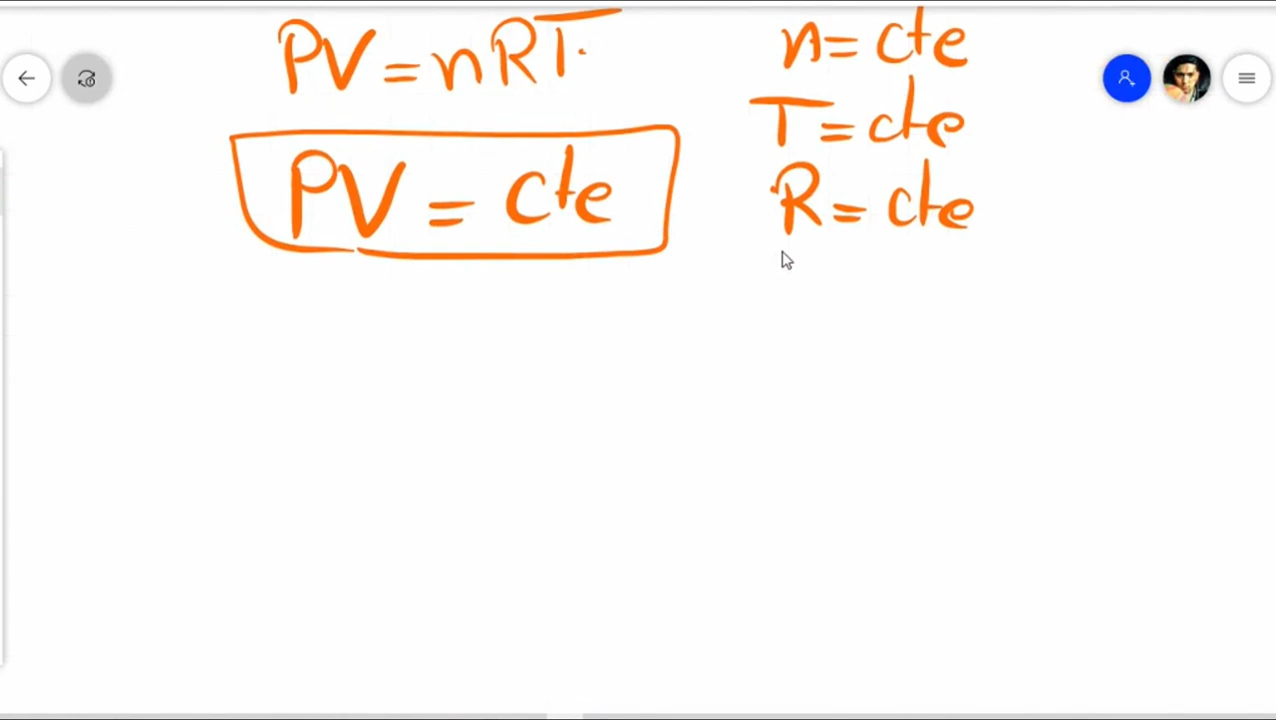 PV = nRT.
n = cte
T = cte
PV = cte
R = cte